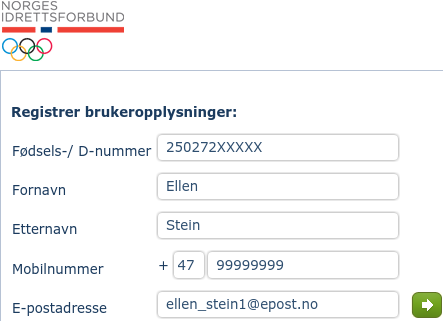 NORGES
IDRETTSFORBUND
Registrer brukeropplysninger:
Fødsels-/ D-nummer 250272XXXXX
Fornavn Ellen
Etternavn Stein
Mobilnummer + 47 99999999
E-postadresse ellen_stein1@epost.no